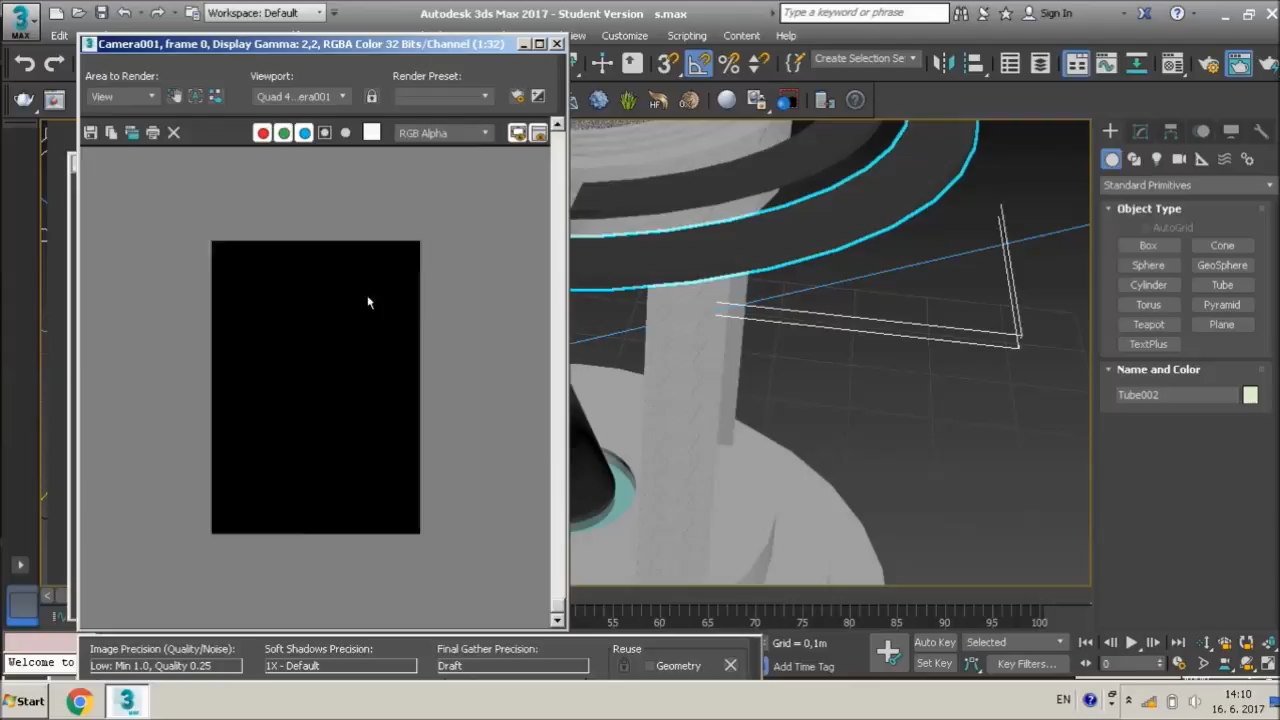 MAX
Workspace: Default
Autodesk 3ds Max 2017 - Student Version s.max
Type a keyword or phrase
Sign In
Edit
Customize
Scripting
Content
Help
Camera001, frame 0, Display Gamma: 2,2, RGBA Color 32 Bits/Channel (1:32)
Create Selection Se
Area to Render:
Viewport:
Render Preset:
View
Quad 4...era001
RGB Alpha
Standard Primitives
Object Type
AutoGrid
Box
Cone
Sphere
GeoSphere
Cylinder
Tube
Torus
Pyramid
Teapot
Plane
TextPlus
Name and Color
Tube002
55 60 65 70 75 80 85 90 95 100
Image Precision (Quality/Noise):
Soft Shadows Precision:
Final Gather Precision:
Reuse
Low: Min 1.0, Quality 0.25
1X - Default
Draft
Geometry
Welcome to
Grid = 0,1m
Add Time Tag
Auto Key
Selected
Set Key
Key Filters...
0
Start
EN
14:10
16. 6. 2017